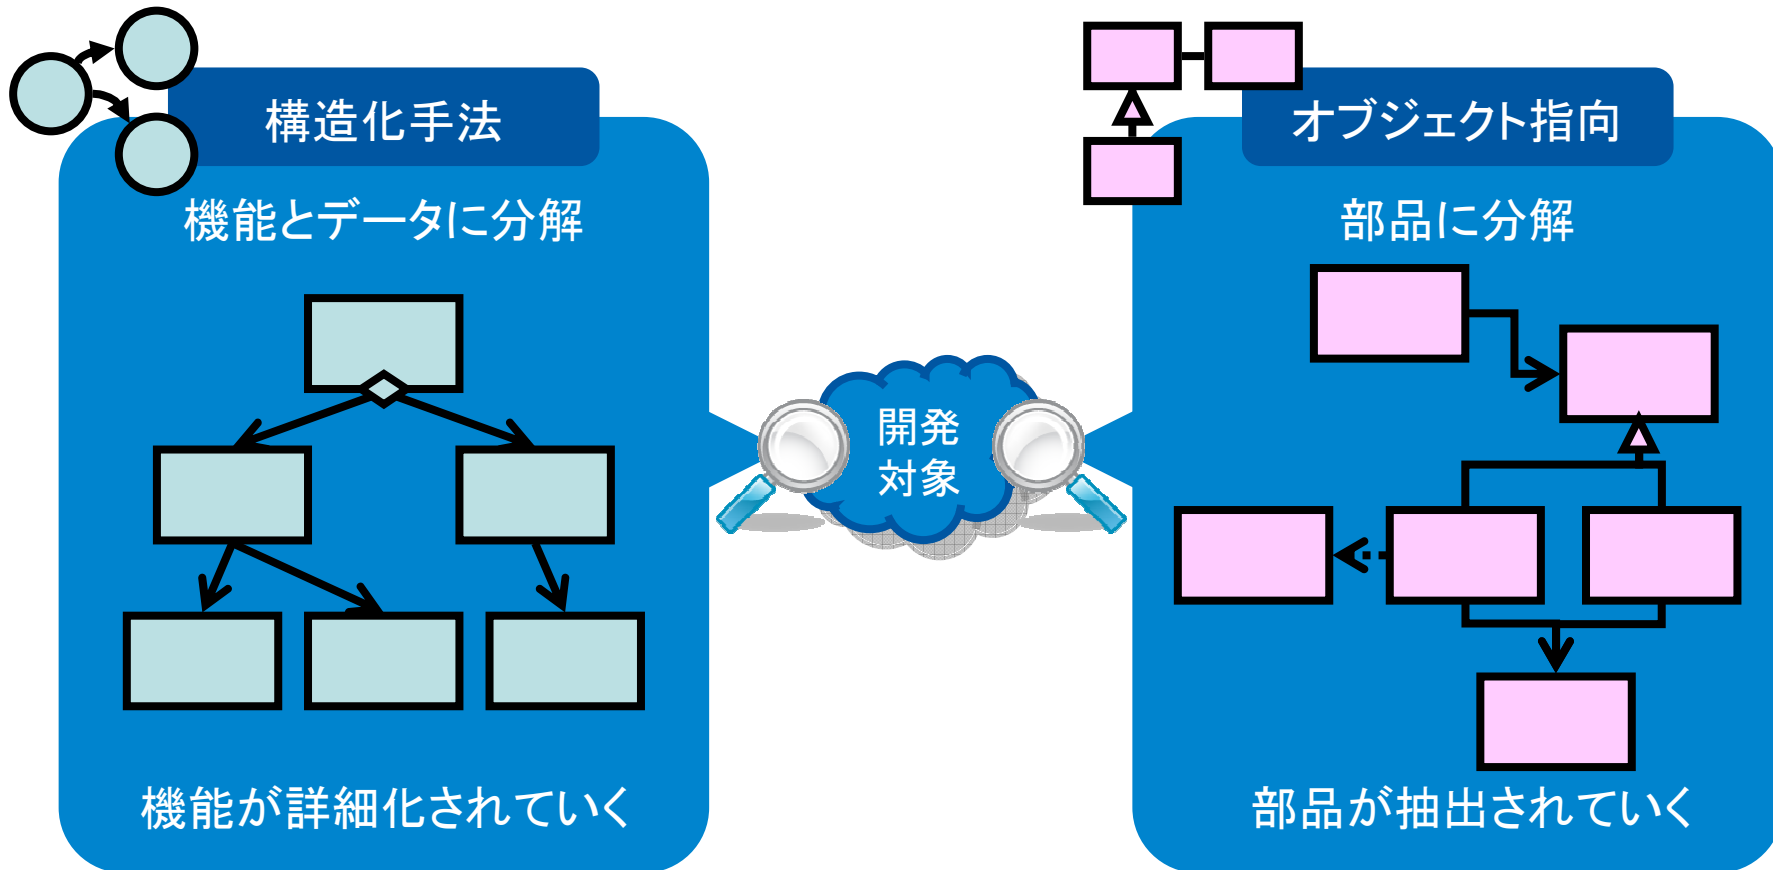 構造化手法
機能とデータに分解
機能が詳細化されていく
開発
対象
オブジェクト指向
部品に分解
部品が抽出されていく